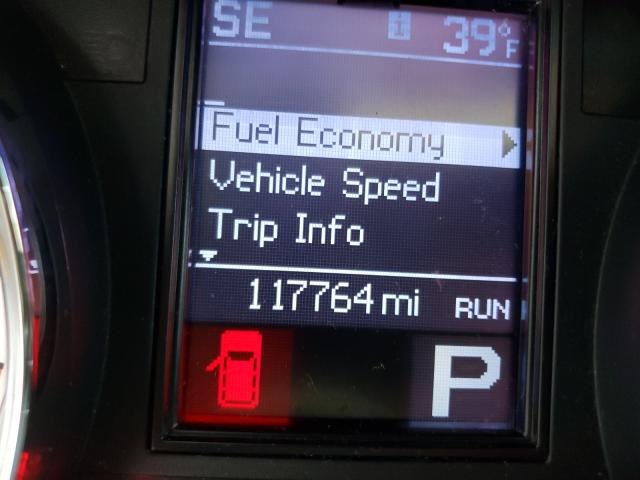 SE i 39°F
Fuel Economy
Vehicle Speed
Trip Info
117764 mi RUN
P